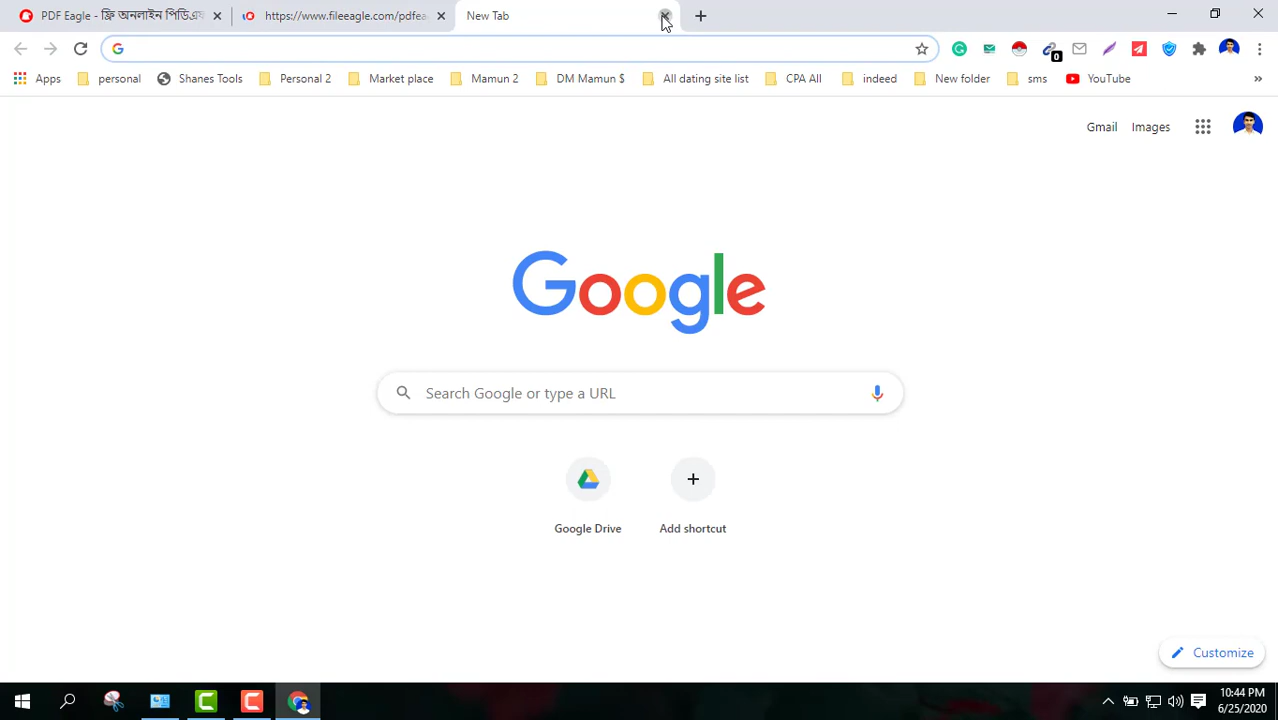 PDF Eagle - ফ্রি অনলাইন পিডিএফ
https://www.fileeagle.com/pdfea
New Tab
0
Apps
personal
Shanes Tools
Personal 2
Market place
Mamun 2
DM Mamun $
All dating site list
CPA All
indeed
New folder
sms
YouTube
»
Gmail
Images
Google
Search Google or type a URL
Google Drive
Add shortcut
Customize
10:44 PM
6/25/2020